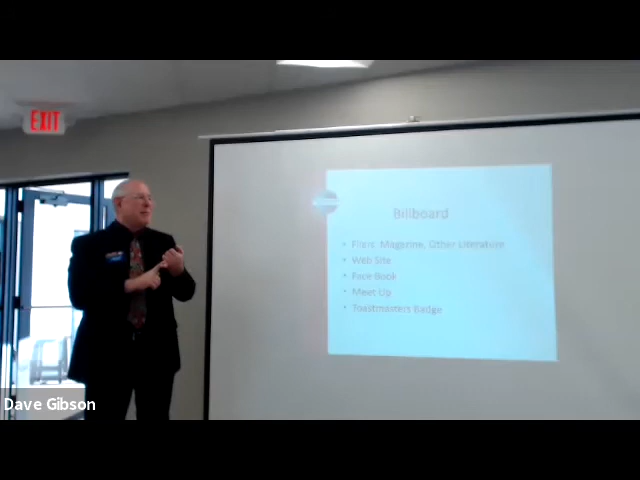 EXIT
Billboard
• Fliers, Magazine, Other Literature
• Web Site
• Face Book
• Meet Up
• Toastmasters Badge
Dave Gibson